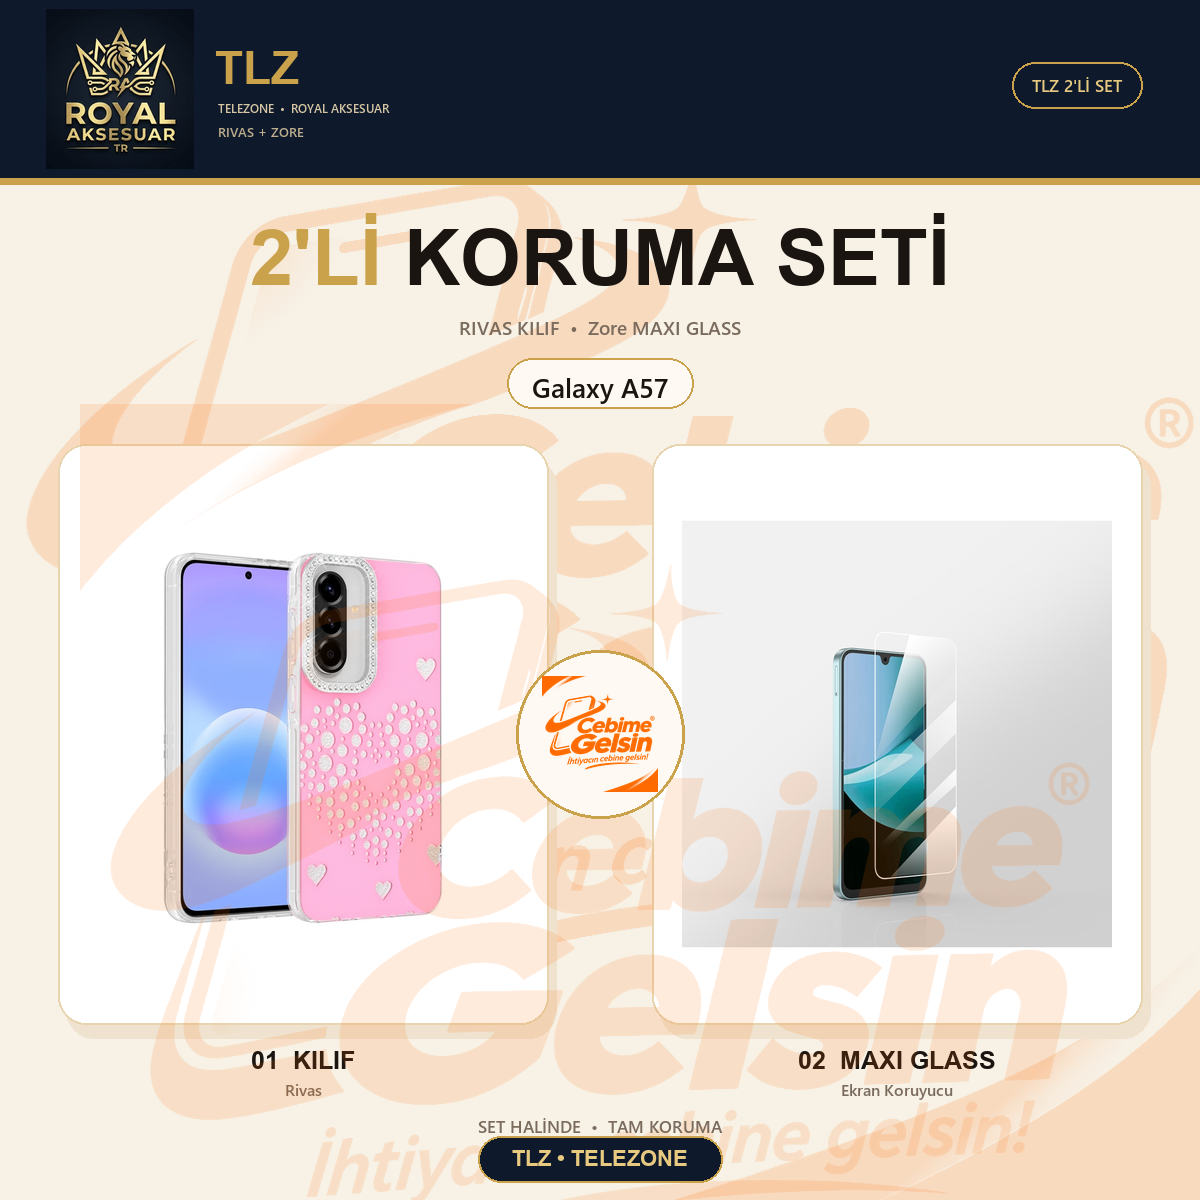 ROYAL
AKSESUAR
TR
TLZ
TELEZONE • ROYAL AKSESUAR
RIVAS + ZORE
TLZ 2'Lİ SET
2'Lİ KORUMA SETİ
RIVAS KILIF • Zore MAXI GLASS
Galaxy A57
Cebime
Gelsin
İhtiyacın cebine gelsin!
01 KILIF
Rivas
02 MAXI GLASS
Ekran Koruyucu
SET HALİNDE • TAM KORUMA
TLZ • TELEZONE
Cebime®
Gelsin